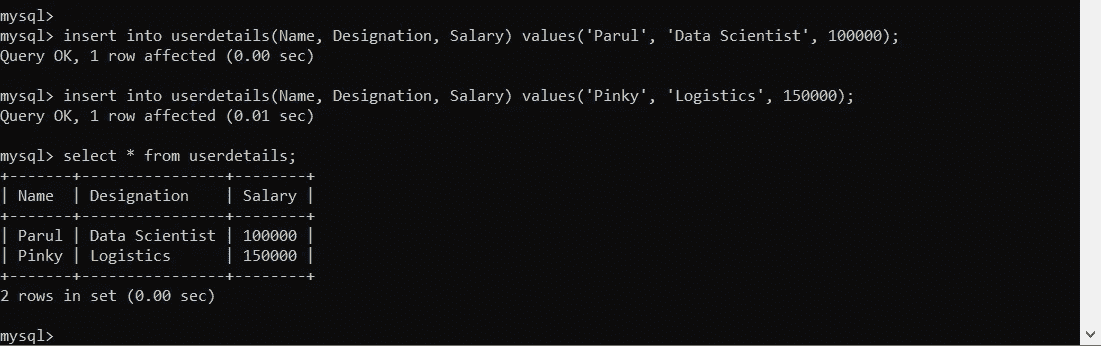 mysql>
mysql> insert into userdetails(Name, Designation, Salary) values('Parul', 'Data Scientist', 100000);
Query OK, 1 row affected (0.00 sec)
mysql> insert into userdetails(Name, Designation, Salary) values('Pinky', 'Logistics', 150000);
Query OK, 1 row affected (0.01 sec)
mysql> select * from userdetails;
+-------+----------------+--------+
| Name  | Designation    | Salary |
+-------+----------------+--------+
| Parul | Data Scientist | 100000 |
| Pinky | Logistics      | 150000 |
+-------+----------------+--------+
2 rows in set (0.00 sec)
mysql>